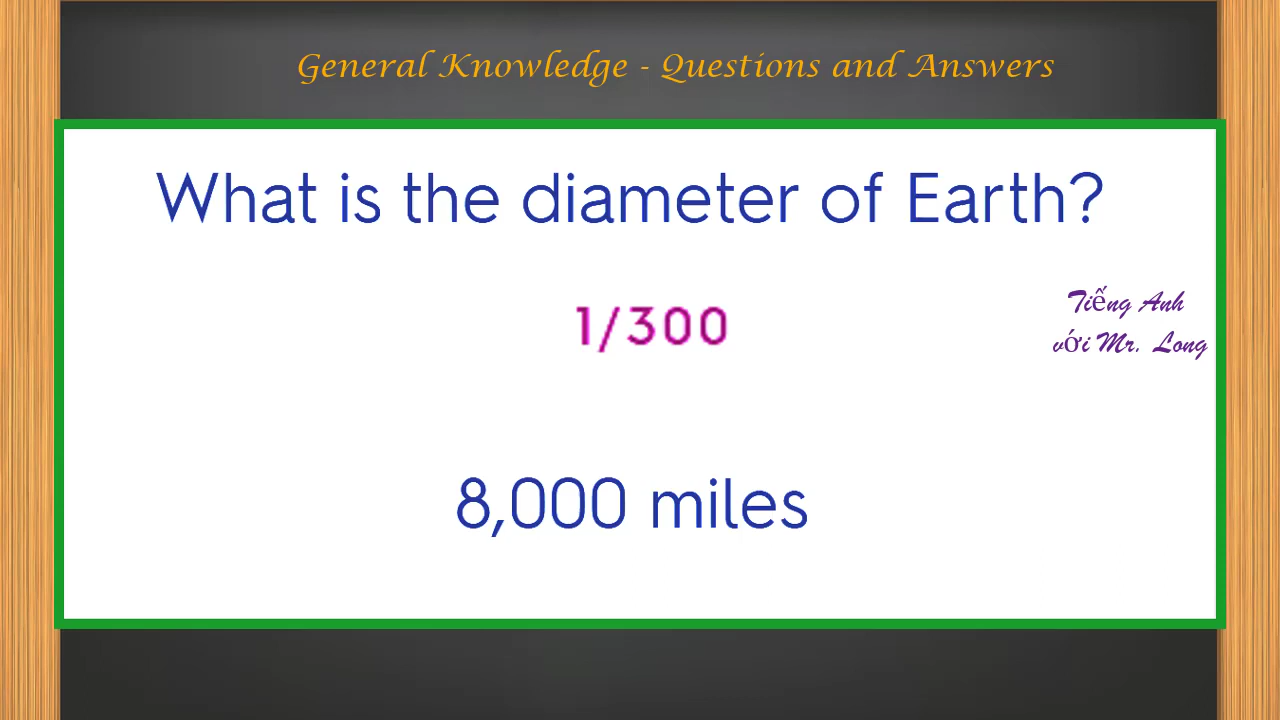 General Knowledge - Questions and Answers
What is the diameter of Earth?
1/300
Tiếng Anh
với Mr. Long
8,000 miles